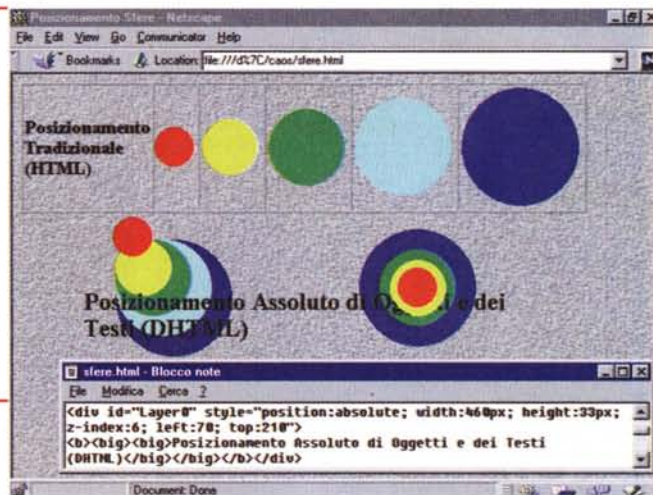 Posizionamento Sfere - Netscape
File Edit View Go Communicator Help
Bookmarks Location: file:///d%7C/caos/sfere.html
Posizionamento
Tradizionale
(HTML)
Posizionamento Assoluto di Oggetti e dei
Testi (DHTML)
sfere.html - Blocco note
File Modifica Cerca ?
<div id="Layer0" style="position:absolute; width:460px; height:33px;
z-index:6; left:70; top:210">
<b><big><big>Posizionamento Assoluto di Oggetti e dei Testi
(DHTML)</big></big></b></div>
Document: Done